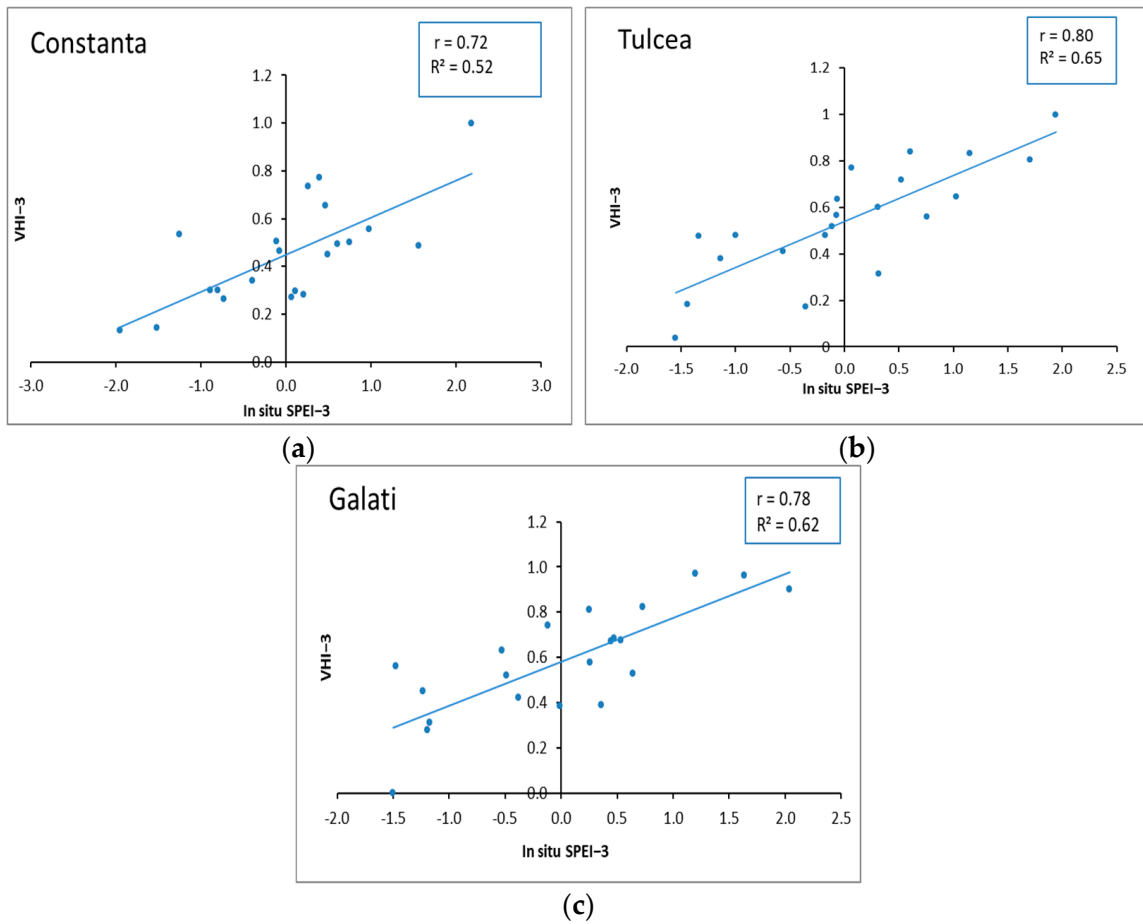 Constanta
r = 0.72
R² = 0.52
1.2
1.0
0.8
0.6
0.4
0.2
0.0
VHI−3
-3.0 -2.0 -1.0 0.0 1.0 2.0 3.0
In situ SPEI−3
(a)
Tulcea
r = 0.80
R² = 0.65
1.2
1.0
0.8
0.6
0.4
0.2
0
VHI−3
-2.0 -1.5 -1.0 -0.5 0.0 0.5 1.0 1.5 2.0 2.5
In situ SPEI−3
(b)
Galati
r = 0.78
R² = 0.62
1.2
1.0
0.8
0.6
0.4
0.2
0.0
VHI−3
-2.0 -1.5 -1.0 -0.5 0.0 0.5 1.0 1.5 2.0 2.5
In situ SPEI−3
(c)